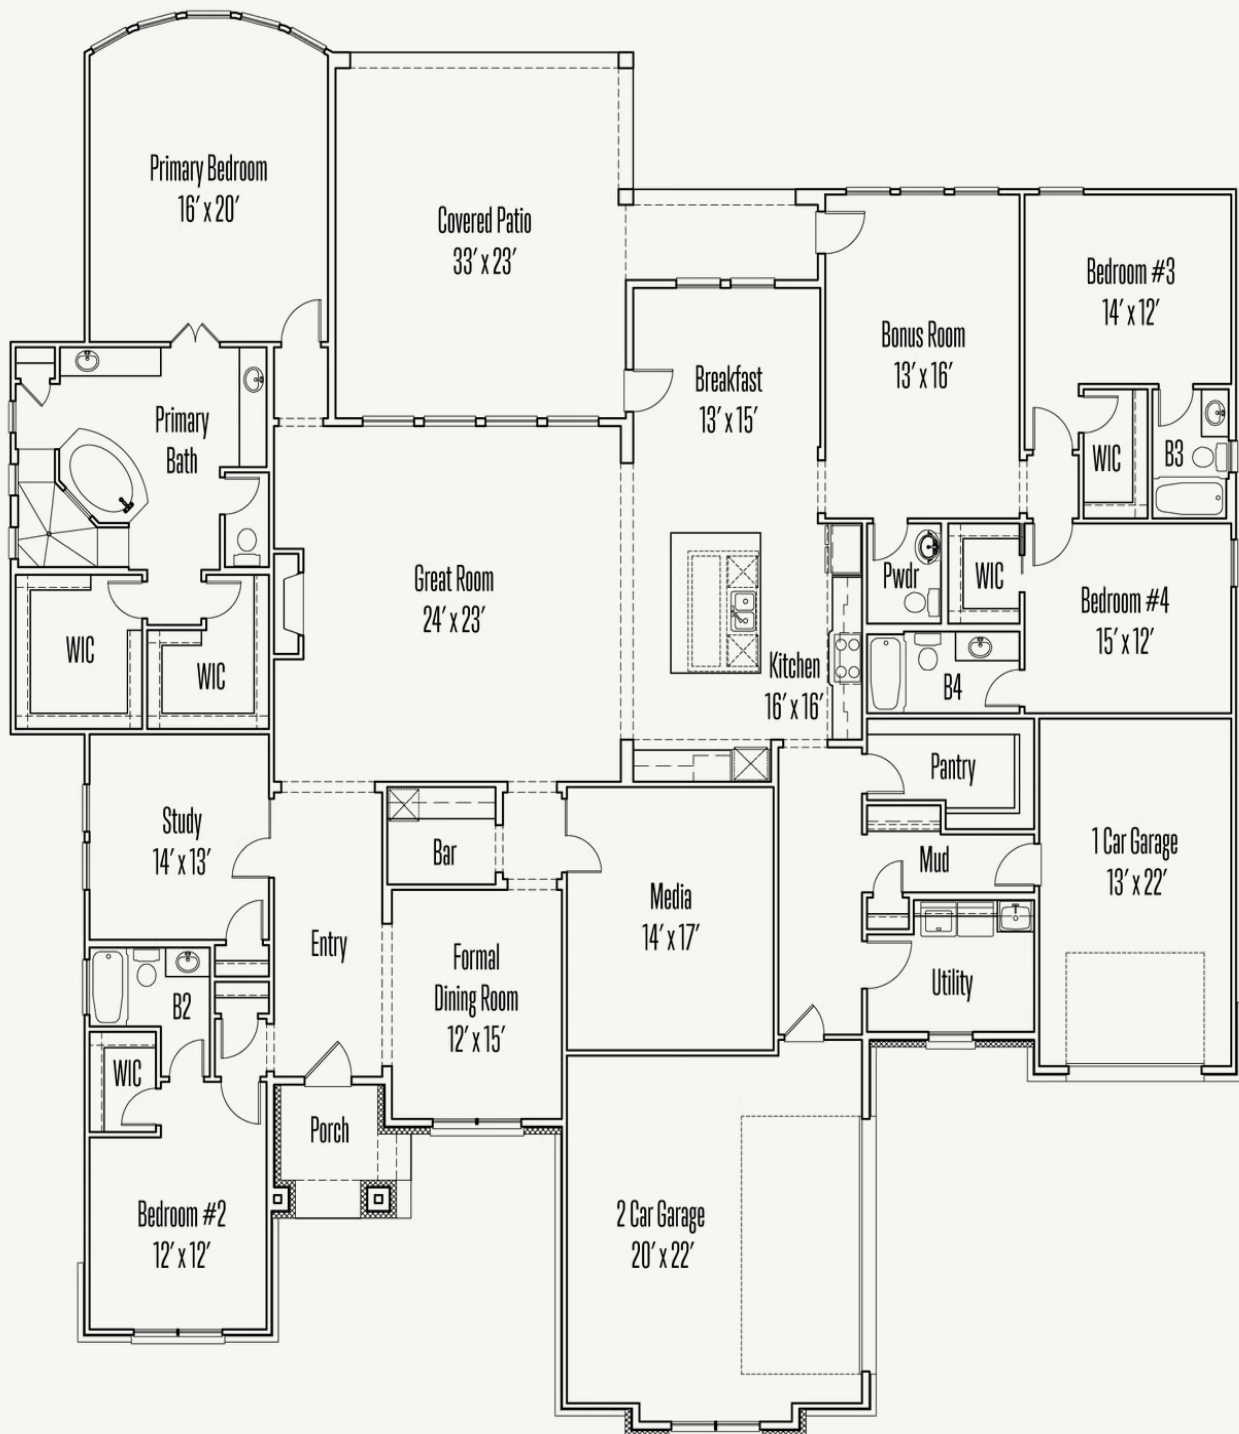 Primary Bedroom
16' x 20'
Covered Patio
33' x 23'
Bedroom #3
14' x 12'
Bonus Room
13' x 16'
Breakfast
13' x 15'
Primary
Bath
WIC
B3
Great Room
24' x 23'
Pwdr
WIC
Bedroom #4
15' x 12'
WIC
WIC
Kitchen
16' x 16'
B4
Pantry
Study
14' x 13'
Bar
Mud
1 Car Garage
13' x 22'
Media
14' x 17'
Entry
Formal
Dining Room
12' x 15'
Utility
B2
WIC
Porch
Bedroom #2
12' x 12'
2 Car Garage
20' x 22'